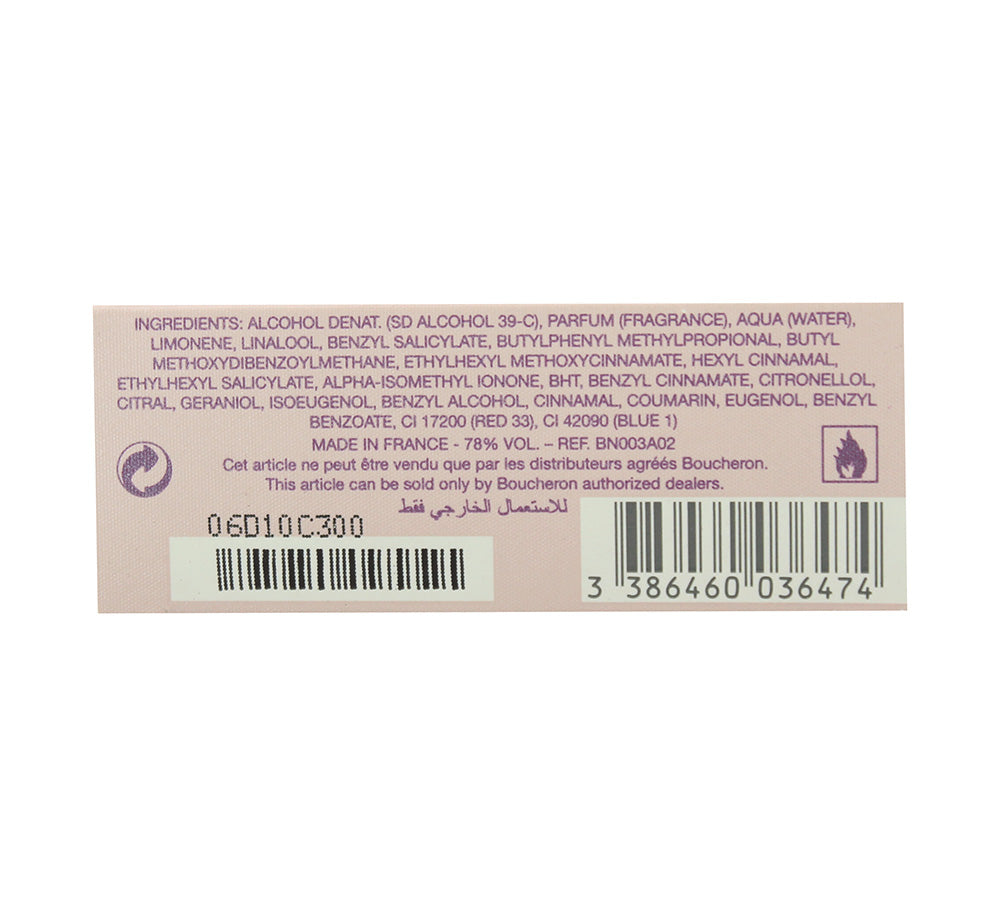 INGREDIENTS: ALCOHOL DENAT. (SD ALCOHOL 39-C), PARFUM (FRAGRANCE), AQUA (WATER),
LIMONENE, LINALOOL, BENZYL SALICYLATE, BUTYLPHENYL METHYLPROPIONAL, BUTYL
METHOXYDIBENZOYLMETHANE, ETHYLHEXYL METHOXYCINNAMATE, HEXYL CINNAMAL,
ETHYLHEXYL SALICYLATE, ALPHA-ISOMETHYL IONONE, BHT, BENZYL CINNAMATE, CITRONELLOL,
CITRAL, GERANIOL, ISOEUGENOL, BENZYL ALCOHOL, CINNAMAL, COUMARIN, EUGENOL, BENZYL
BENZOATE, CI 17200 (RED 33), CI 42090 (BLUE 1)
MADE IN FRANCE - 78% VOL. – REF. BN003A02
Cet article ne peut être vendu que par les distributeurs agréés Boucheron.
This article can be sold only by Boucheron authorized dealers.
للاستعمال الخارجي فقط
06D10C300
3 386460 036474